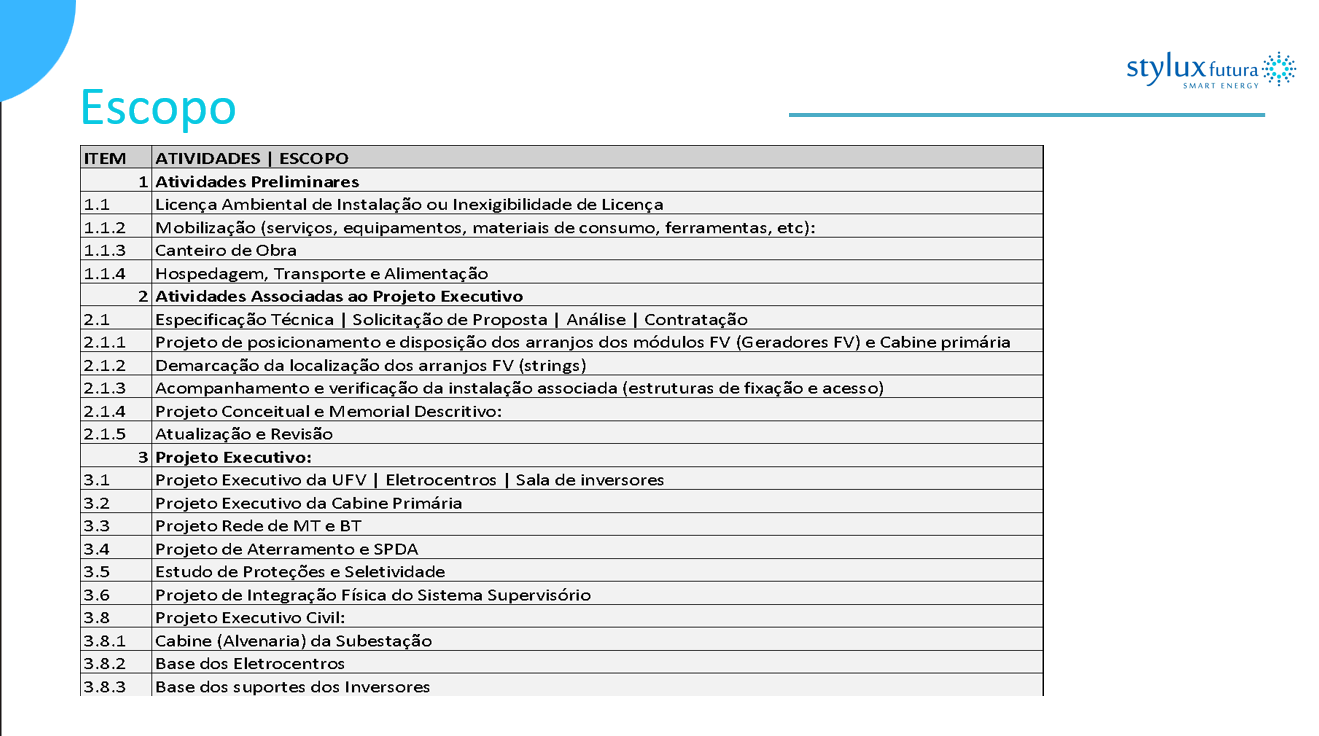 stylux futura
SMART ENERGY
Escopo
ITEM ATIVIDADES | ESCOPO
1 Atividades Preliminares
1.1 Licença Ambiental de Instalação ou Inexigibilidade de Licença
1.1.2 Mobilização (serviços, equipamentos, materiais de consumo, ferramentas, etc):
1.1.3 Canteiro de Obra
1.1.4 Hospedagem, Transporte e Alimentação
2 Atividades Associadas ao Projeto Executivo
2.1 Especificação Técnica | Solicitação de Proposta | Análise | Contratação
2.1.1 Projeto de posicionamento e disposição dos arranjos dos módulos FV (Geradores FV) e Cabine primária
2.1.2 Demarcação da localização dos arranjos FV (strings)
2.1.3 Acompanhamento e verificação da instalação associada (estruturas de fixação e acesso)
2.1.4 Projeto Conceitual e Memorial Descritivo:
2.1.5 Atualização e Revisão
3 Projeto Executivo:
3.1 Projeto Executivo da UFV | Eletrocentros | Sala de inversores
3.2 Projeto Executivo da Cabine Primária
3.3 Projeto Rede de MT e BT
3.4 Projeto de Aterramento e SPDA
3.5 Estudo de Proteções e Seletividade
3.6 Projeto de Integração Física do Sistema Supervisório
3.8 Projeto Executivo Civil:
3.8.1 Cabine (Alvenaria) da Subestação
3.8.2 Base dos Eletrocentros
3.8.3 Base dos suportes dos Inversores